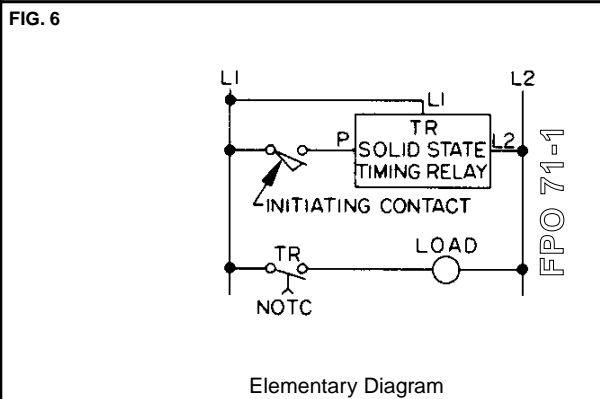 FIG. 6
L1
L2
L1
TR
P
SOLID STATE
L2
TIMING RELAY
INITIATING CONTACT
TR
LOAD
NOTC
FPO 71-1
Elementary Diagram